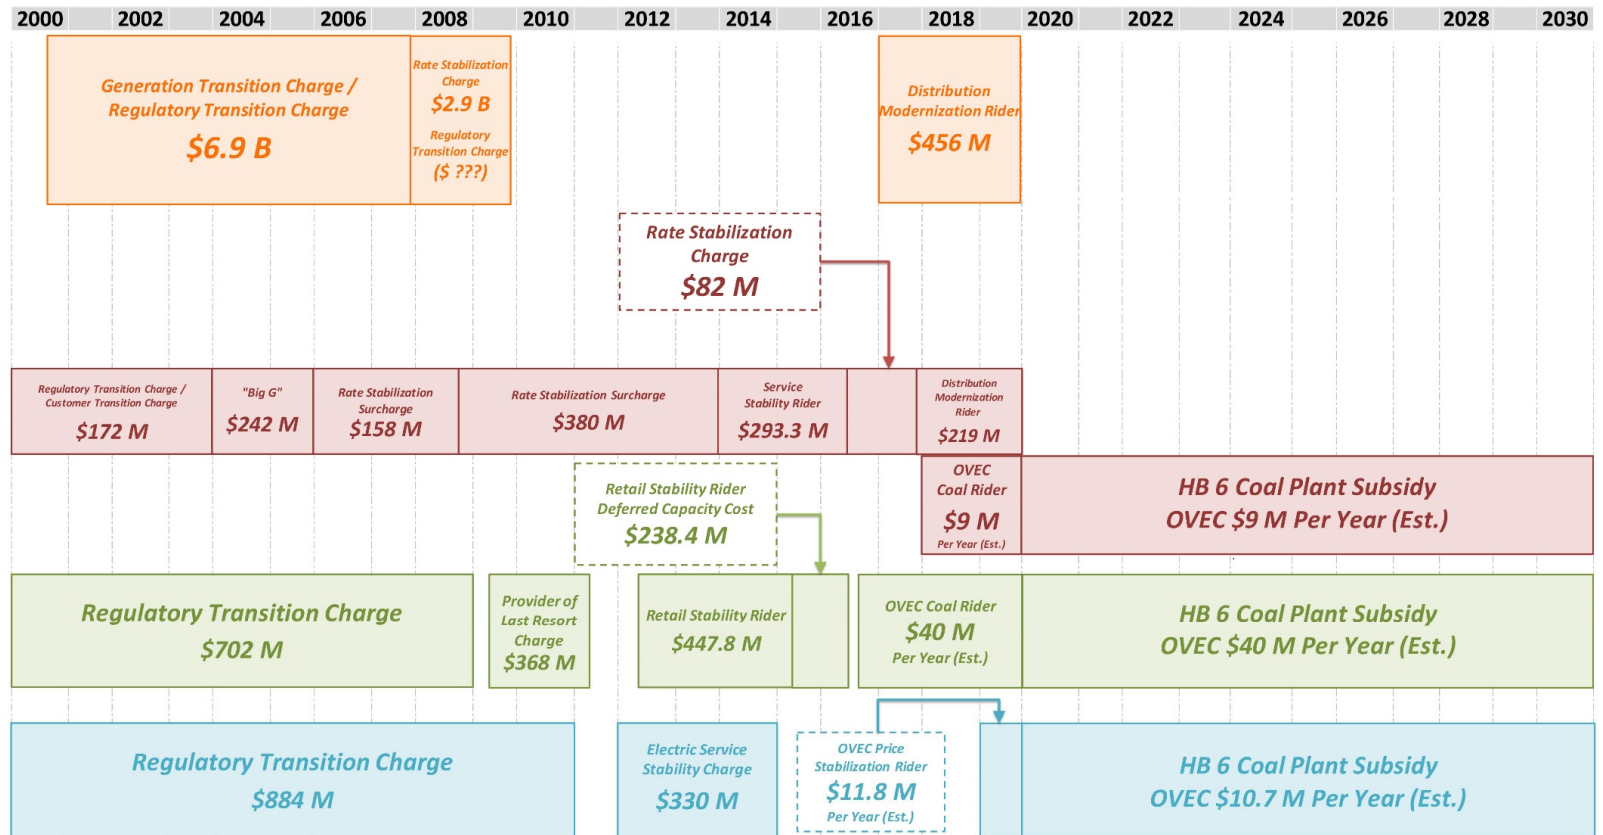 2000 2002 2004 2006 2008 2010 2012 2014 2016 2018 2020 2022 2024 2026 2028 2030
Generation Transition Charge /
Regulatory Transition Charge
$6.9 B
Rate Stabilization
Charge
$2.9 B
Regulatory
Transition Charge
($ ???)
Distribution
Modernization Rider
$456 M
Rate Stabilization
Charge
$82 M
Regulatory Transition Charge /
Customer Transition Charge
$172 M
"Big G"
$242 M
Rate Stabilization
Surcharge
$158 M
Rate Stabilization Surcharge
$380 M
Service
Stability Rider
$293.3 M
Distribution
Modernization
Rider
$219 M
OVEC
Coal Rider
$9 M
Per Year (Est.)
HB 6 Coal Plant Subsidy
OVEC $9 M Per Year (Est.)
Retail Stability Rider
Deferred Capacity Cost
$238.4 M
Regulatory Transition Charge
$702 M
Provider of
Last Resort
Charge
$368 M
Retail Stability Rider
$447.8 M
OVEC Coal Rider
$40 M
Per Year (Est.)
HB 6 Coal Plant Subsidy
OVEC $40 M Per Year (Est.)
Regulatory Transition Charge
$884 M
Electric Service
Stability Charge
$330 M
OVEC Price
Stabilization Rider
$11.8 M
Per Year (Est.)
HB 6 Coal Plant Subsidy
OVEC $10.7 M Per Year (Est.)